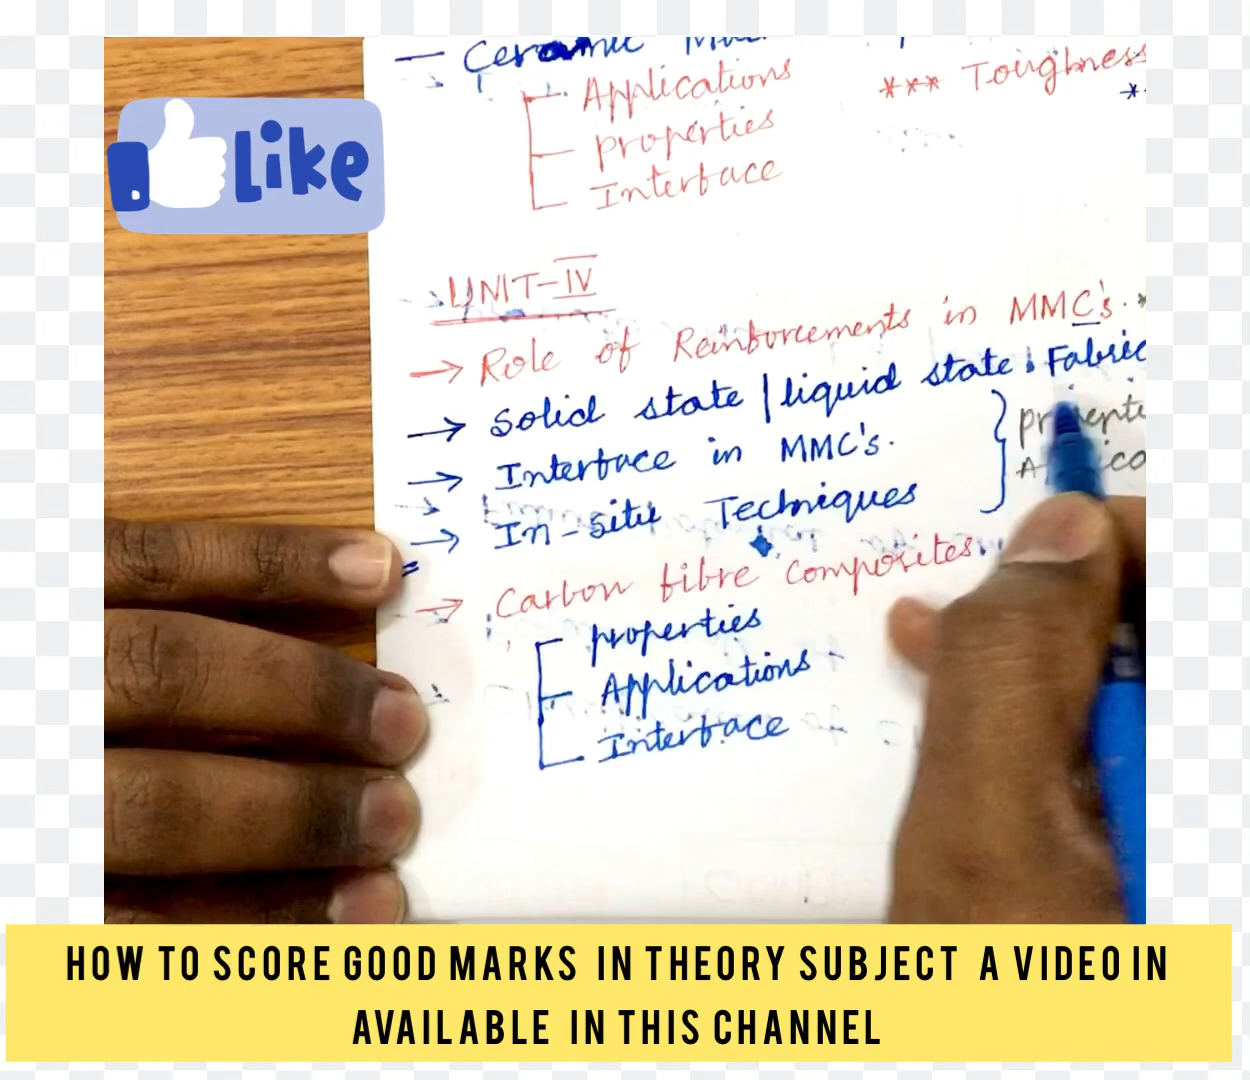 — Ceramic
Applications
*** Toughness
properties
Interface
Like
UNIT-IV
→ Role of Reinforcements in MMC's.
→ Solid state | liquid state : Fabric
→ Interface in MMC's.
→ In-situ Techniques
→ Carbon fibre composites
properties
Applications
Interface
HOW TO SCORE GOOD MARKS IN THEORY SUBJECT A VIDEO IN
AVAILABLE IN THIS CHANNEL